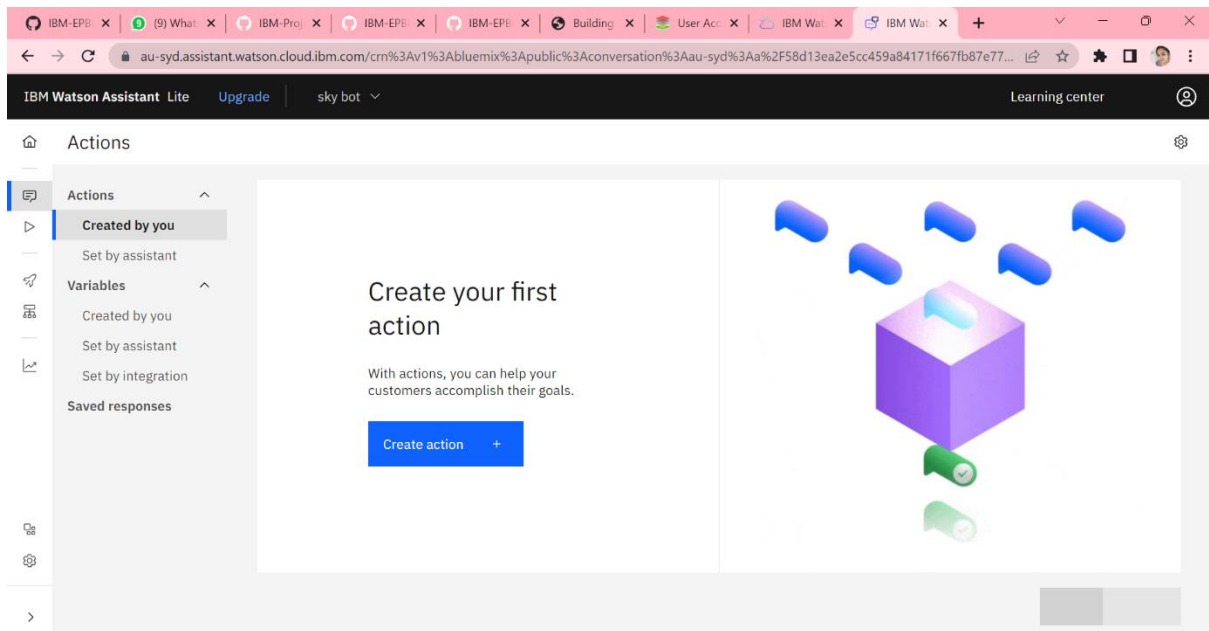 IBM-EPB
(9) What
IBM-Proj
IBM-EPB
IBM-EPB
Building
User Acc
IBM Wat
IBM Wat
au-syd.assistant.watson.cloud.ibm.com/crn%3Av1%3Abluemix%3Apublic%3Aconversation%3Aau-syd%3Aa%2F58d13ea2e5cc459a84171f667fb87e77...
IBM Watson Assistant Lite Upgrade sky bot Learning center
Actions
Actions
Created by you
Set by assistant
Variables
Created by you
Set by assistant
Set by integration
Saved responses
Create your first
action
With actions, you can help your
customers accomplish their goals.
Create action +